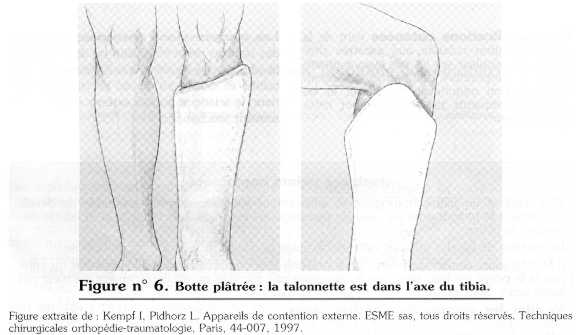 Figure n° 6. Botte plâtrée : la talonnette est dans l'axe du tibia.
Figure extraite de : Kempf I, Pidhorz L. Appareils de contention externe. ESME sas, tous droits réservés. Techniques
chirurgicales orthopédie-traumatologie, Paris, 44-007, 1997.